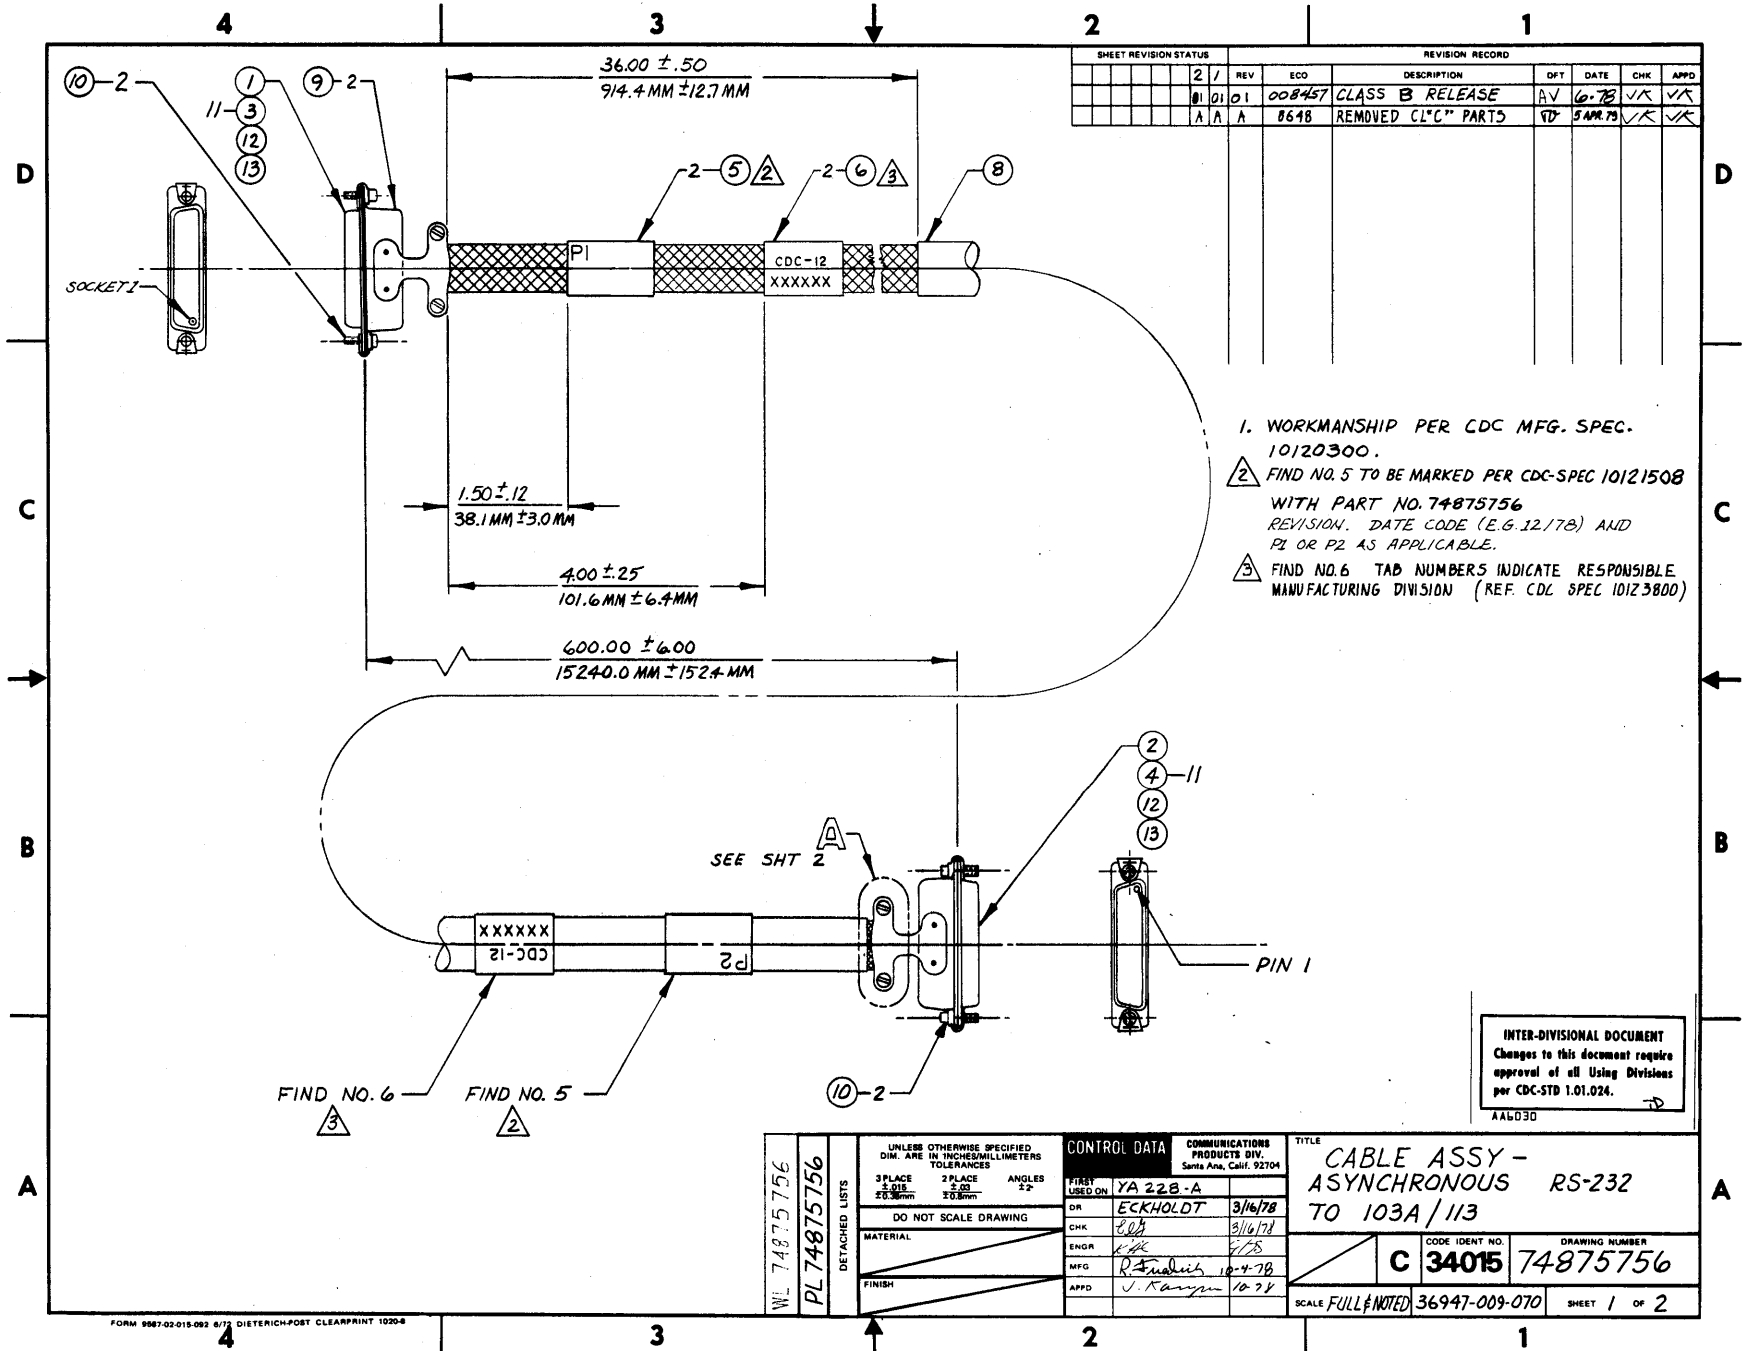 4 3 2 1
SHEET REVISION STATUS
REVISION RECORD
2 1 REV ECO DESCRIPTION DFT DATE CHK APPD
01 01 01 008457 CLASS B RELEASE AV 6-78 VK VK
A A A 8648 REMOVED CL"C" PARTS 5 APR 79 VK VK
10-2
1
11-3
12
13
9-2
36.00 ±.50
914.4 MM ±12.7 MM
2-5 2
2-6 3
8
D
D
P1
CDC-12
XXXXXX
SOCKET 1
1. WORKMANSHIP PER CDC MFG. SPEC.
10120300.
2 FIND NO. 5 TO BE MARKED PER CDC-SPEC 10121508
WITH PART NO. 74875756
REVISION. DATE CODE (E.G. 12/78) AND
P1 OR P2 AS APPLICABLE.
3 FIND NO. 6 TAB NUMBERS INDICATE RESPONSIBLE
MANUFACTURING DIVISION (REF. CDC SPEC 10123800)
C
C
1.50 ±.12
38.1 MM ±3.0 MM
4.00 ±.25
101.6 MM ±6.4 MM
600.00 ±6.00
15240.0 MM ±152.4 MM
2
4-11
12
13
B
B
A
SEE SHT 2
XXXXXX
CDC-12
P2
PIN 1
FIND NO. 6
3
FIND NO. 5
2
10-2
INTER-DIVISIONAL DOCUMENT
Changes to this document require
approval of all Using Divisions
per CDC-STD 1.01.024.
AA6030
A
A
WL 74875756
PL 74875756
DETACHED LISTS
UNLESS OTHERWISE SPECIFIED
DIM. ARE IN INCHES/MILLIMETERS
TOLERANCES
3 PLACE 2 PLACE ANGLES
±.015 ±.03 ±2°
±0.38mm ±0.8mm
DO NOT SCALE DRAWING
MATERIAL
FINISH
CONTROL DATA
COMMUNICATIONS
PRODUCTS DIV.
Santa Ana, Calif. 92704
FIRST USED ON YA 228-A
DR ECKHOLDT 3/16/78
CHK 3/16/78
ENGR
MFG 10-4-78
APPD 10-78
TITLE
CABLE ASSY -
ASYNCHRONOUS RS-232
TO 103A/113
C
CODE IDENT NO.
34015
DRAWING NUMBER
74875756
SCALE FULL & NOTED 36947-009-070 SHEET 1 OF 2
FORM 9687-02-015-092 6/72 DIETERICH-POST CLEARPRINT 1020-8
4 3 2 1